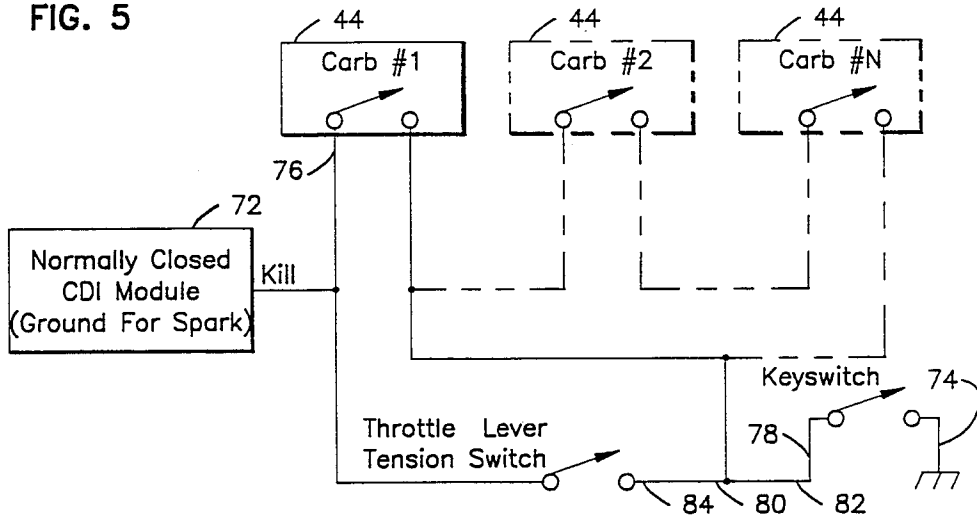 FIG. 5
44
44
44
Carb #1
Carb #2
Carb #N
76
72
Normally Closed
CDI Module
(Ground For Spark)
Kill
Keyswitch
74
Throttle Lever
Tension Switch
78
84
80
82